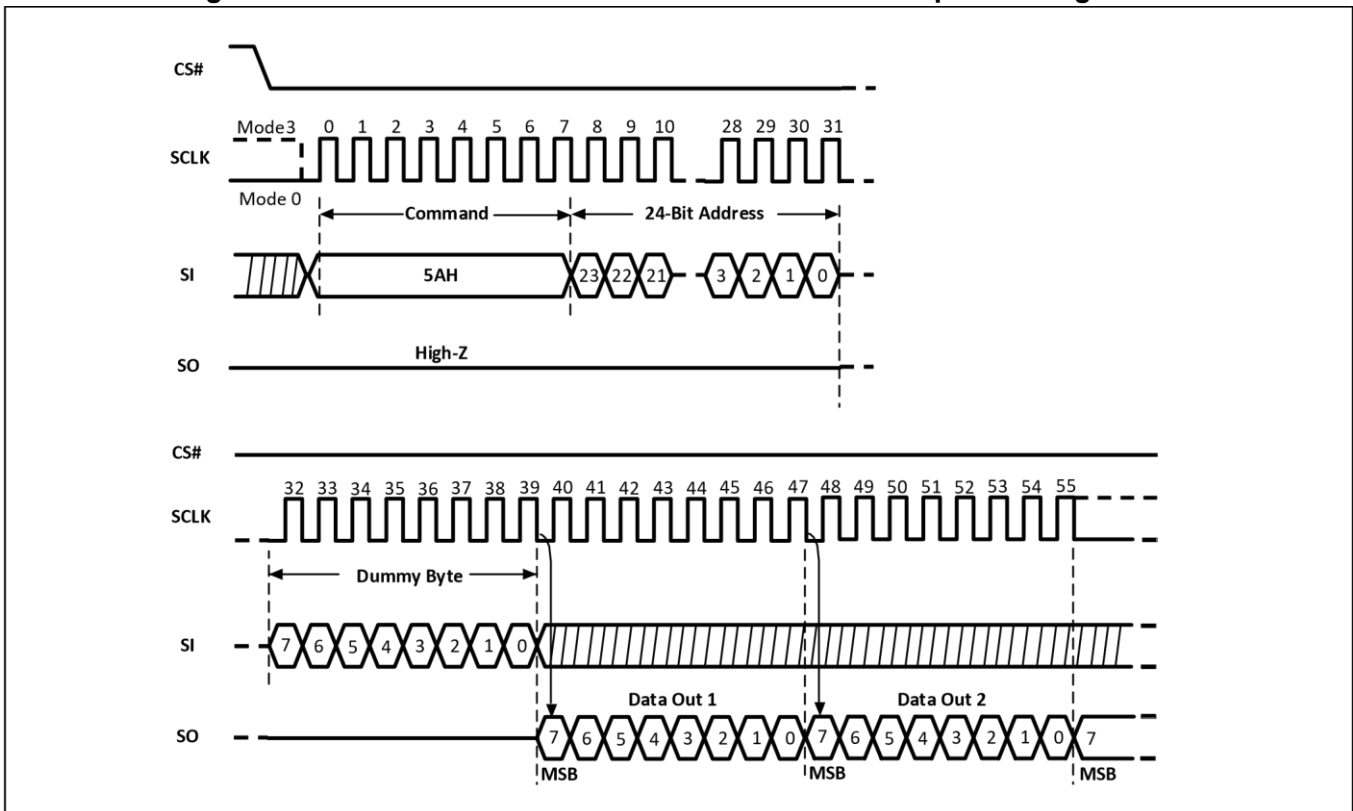 CS#
Mode3 0 1 2 3 4 5 6 7 8 9 10 28 29 30 31
SCLK
Mode 0
Command 24-Bit Address
SI 5AH 23 22 21 3 2 1 0
High-Z
SO
CS#
32 33 34 35 36 37 38 39 40 41 42 43 44 45 46 47 48 49 50 51 52 53 54 55
SCLK
Dummy Byte
SI 7 6 5 4 3 2 1 0
Data Out 1 Data Out 2
SO 7 6 5 4 3 2 1 0 7 6 5 4 3 2 1 0 7
MSB MSB MSB